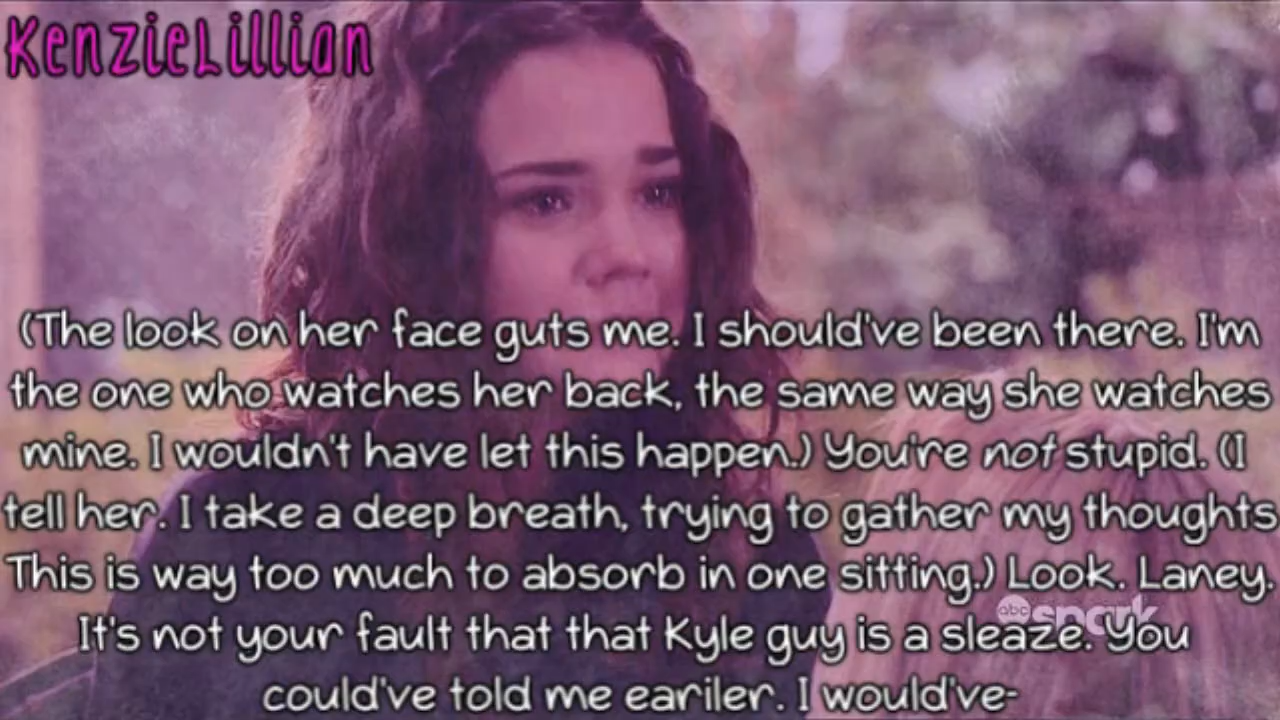 KenzieLillian
(The look on her face guts me. I should've been there. I'm
the one who watches her back, the same way she watches
mine. I wouldn't have let this happen.) You're not stupid. (I
tell her. I take a deep breath, trying to gather my thoughts
This is way too much to absorb in one sitting.) Look. Laney.
abc spark
It's not your fault that that Kyle guy is a sleaze. You
could've told me eariler. I would've-